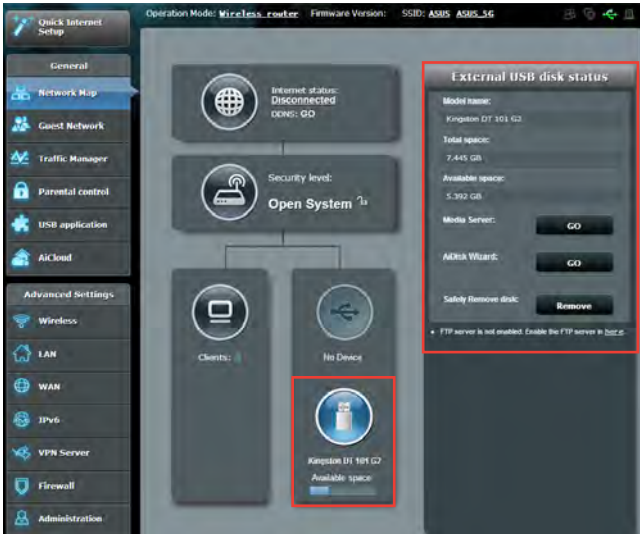 Quick Internet
Setup
Operation Mode: Wireless router Firmware Version: SSID: ASUS ASUS_5G
General
Network Map
Guest Network
Traffic Manager
Parental control
USB application
AiCloud
Advanced Settings
Wireless
LAN
WAN
IPv6
VPN Server
Firewall
Administration
Internet status:
Disconnected
DDNS: GO
Security level:
Open System
Clients:
No Device
Kingston DT 101 G2
Available space
External USB disk status
Model name:
Kingston DT 101 G2
Total space:
7.445 GB
Available space:
5.392 GB
Media Server:
GO
AiDisk Wizard:
GO
Safely Remove disk:
Remove
FTP server is not enabled. Enable the FTP server in here.